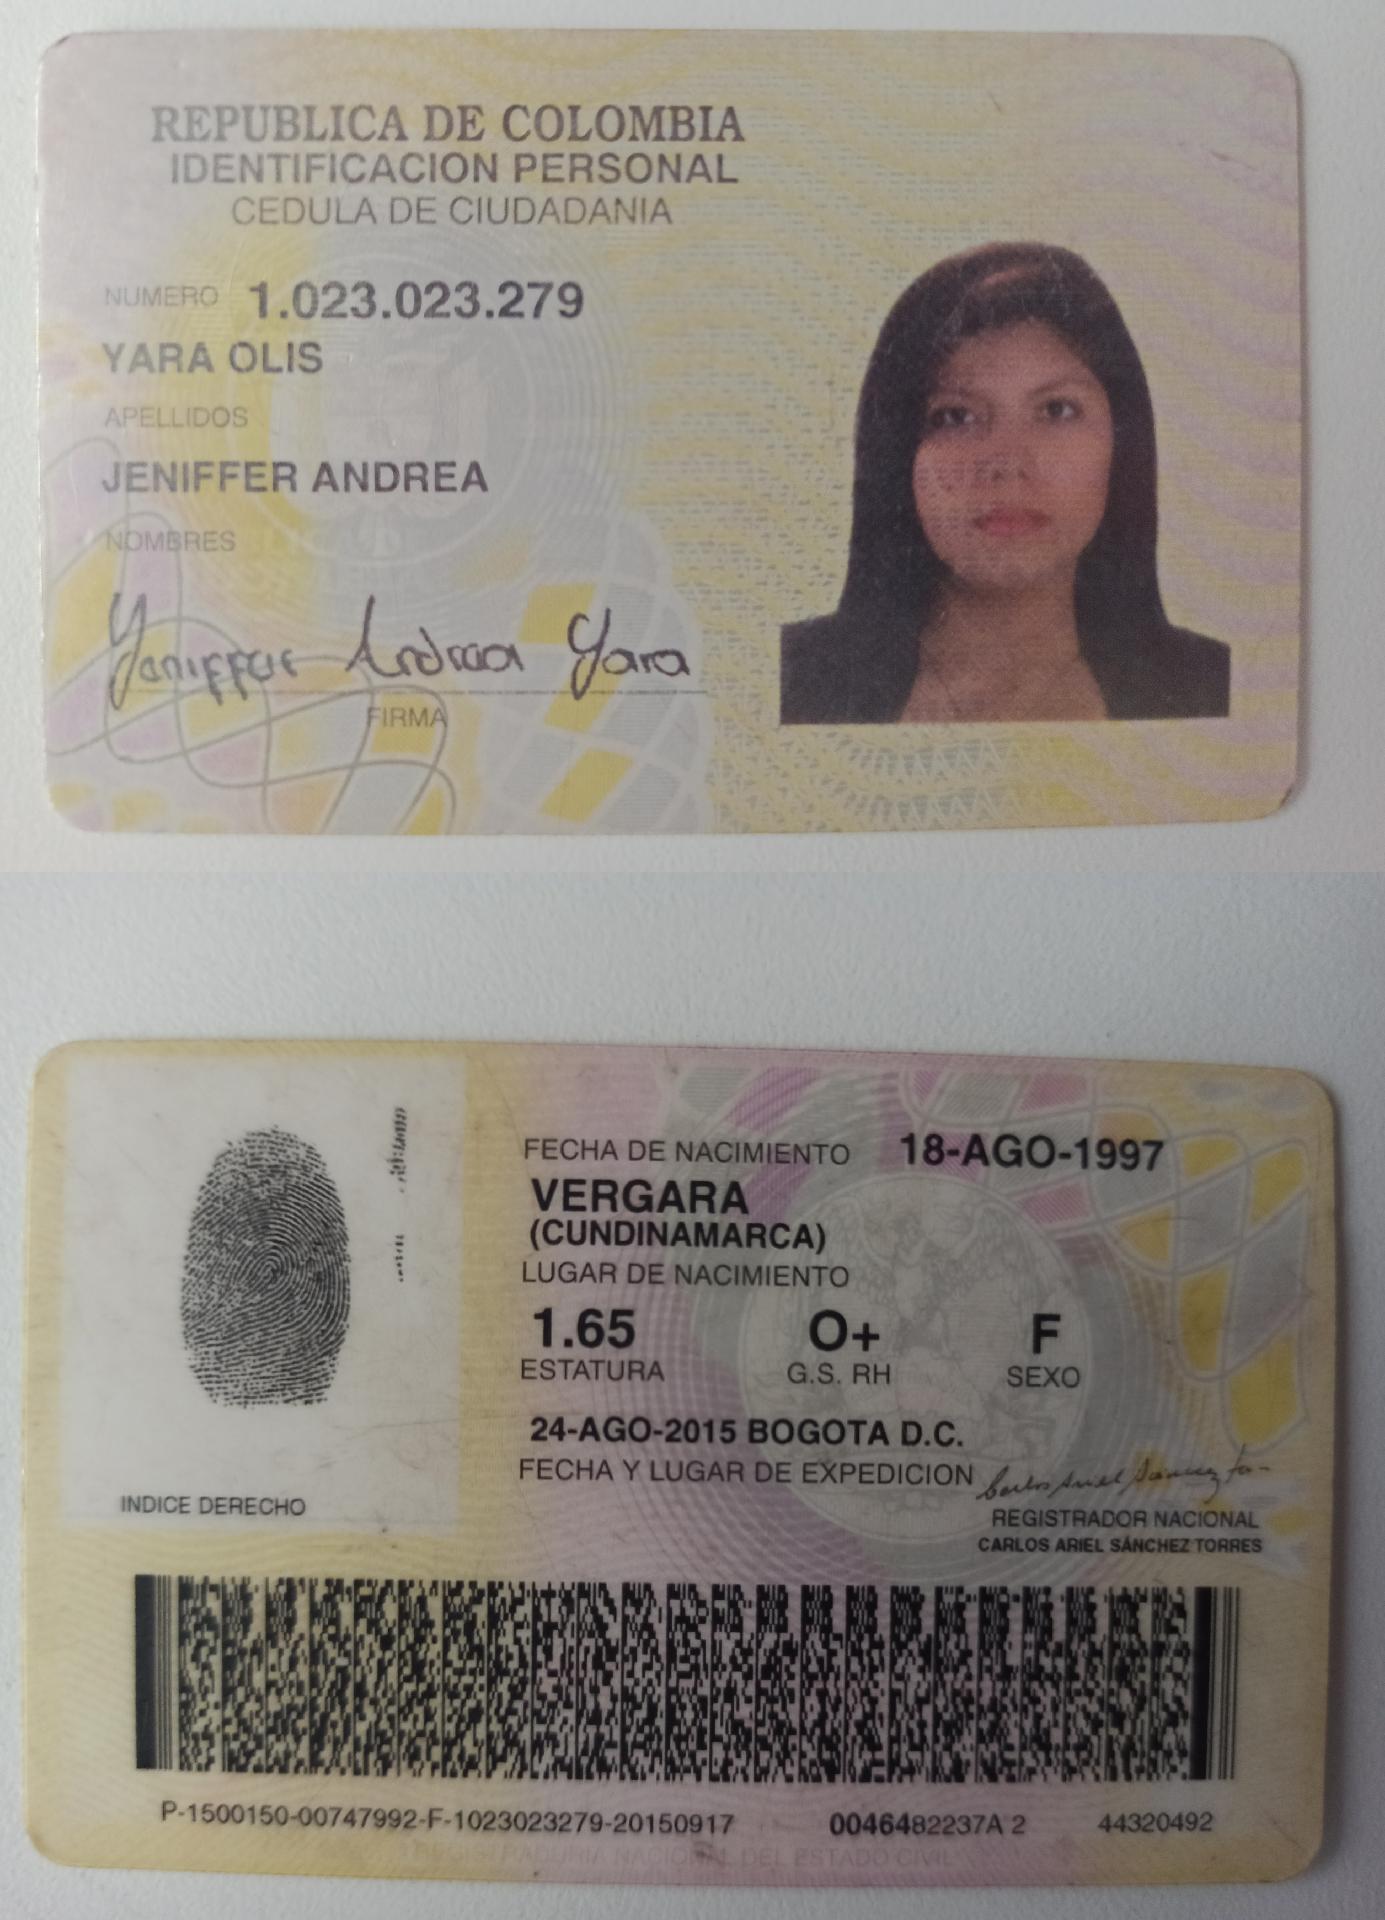 REPUBLICA DE COLOMBIA
IDENTIFICACION PERSONAL
CEDULA DE CIUDADANIA
NUMERO 1.023.023.279
YARA OLIS
APELLIDOS
JENIFFER ANDREA
NOMBRES
Yeniffer Andrea Yara
FIRMA
FECHA DE NACIMIENTO 18-AGO-1997
VERGARA
(CUNDINAMARCA)
LUGAR DE NACIMIENTO
1.65 O+ F
ESTATURA G.S. RH SEXO
24-AGO-2015 BOGOTA D.C.
FECHA Y LUGAR DE EXPEDICION
Carlos Ariel Sánchez
INDICE DERECHO
REGISTRADOR NACIONAL
CARLOS ARIEL SÁNCHEZ TORRES
P-1500150-00747992-F-1023023279-20150917 0046482237A 2 44320492
REGISTRADURIA NACIONAL DEL ESTADO CIVIL